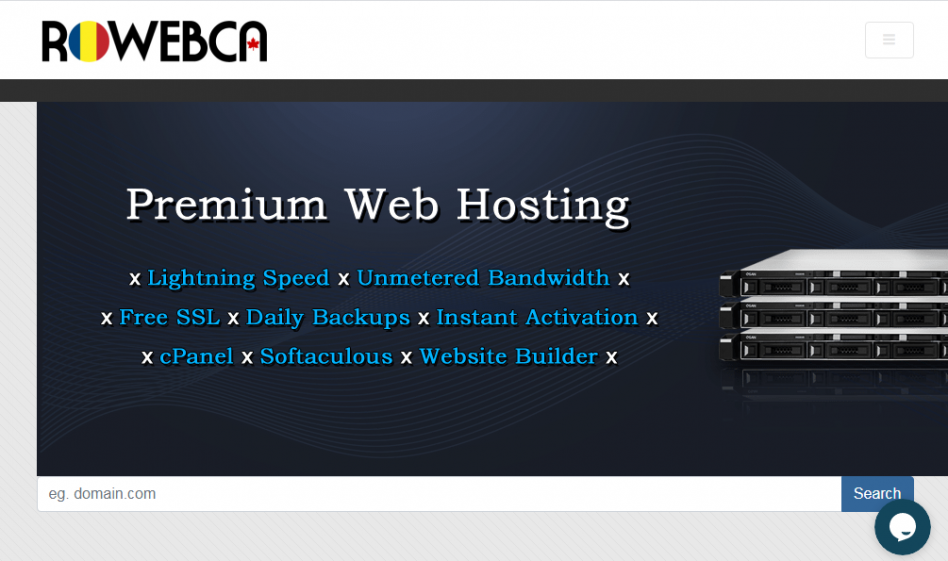 ROWEBCA
Premium Web Hosting
x Lightning Speed x Unmetered Bandwidth x
x Free SSL x Daily Backups x Instant Activation x
x cPanel x Softaculous x Website Builder x
eg. domain.com
Search